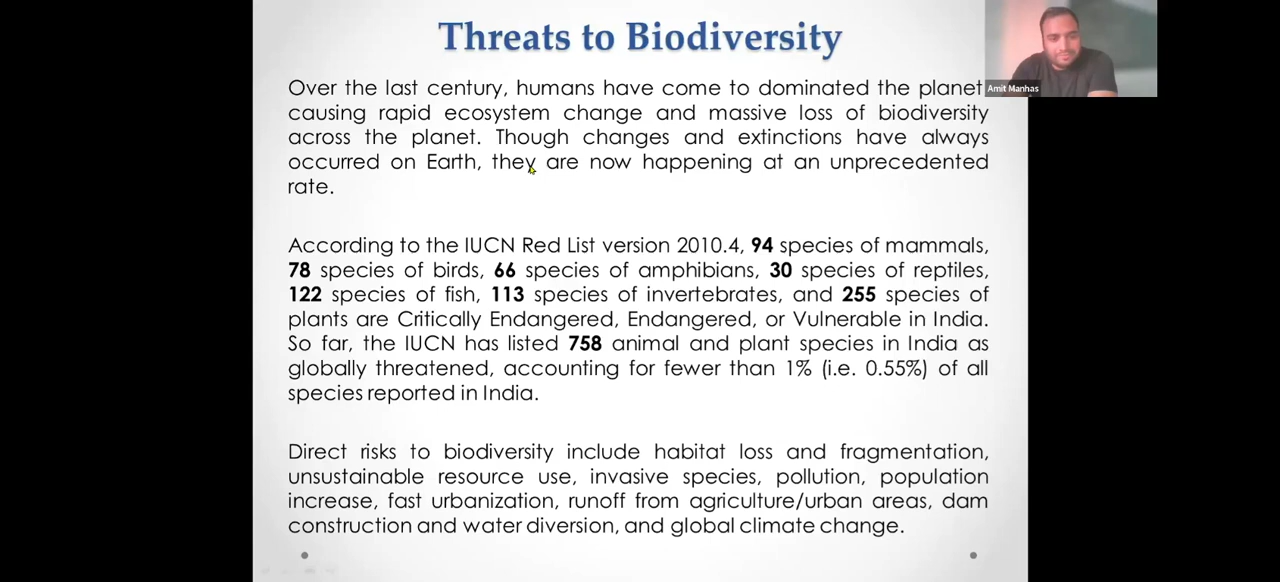 Threats to Biodiversity
Over the last century, humans have come to dominated the planet,
causing rapid ecosystem change and massive loss of biodiversity
across the planet. Though changes and extinctions have always
occurred on Earth, they are now happening at an unprecedented
rate.
According to the IUCN Red List version 2010.4, 94 species of mammals,
78 species of birds, 66 species of amphibians, 30 species of reptiles,
122 species of fish, 113 species of invertebrates, and 255 species of
plants are Critically Endangered, Endangered, or Vulnerable in India.
So far, the IUCN has listed 758 animal and plant species in India as
globally threatened, accounting for fewer than 1% (i.e. 0.55%) of all
species reported in India.
Direct risks to biodiversity include habitat loss and fragmentation,
unsustainable resource use, invasive species, pollution, population
increase, fast urbanization, runoff from agriculture/urban areas, dam
construction and water diversion, and global climate change.
Amit Manhas